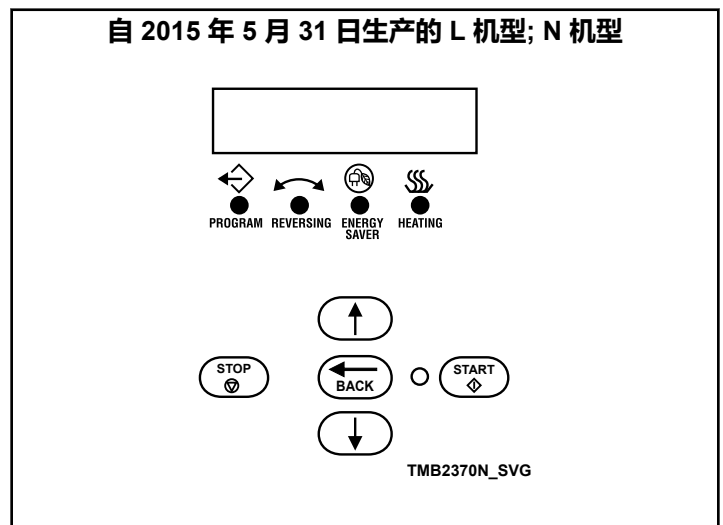 自 2015 年 5 月 31 日生产的 L 机型; N 机型
PROGRAM REVERSING ENERGY SAVER HEATING
STOP
BACK
START
TMB2370N_SVG